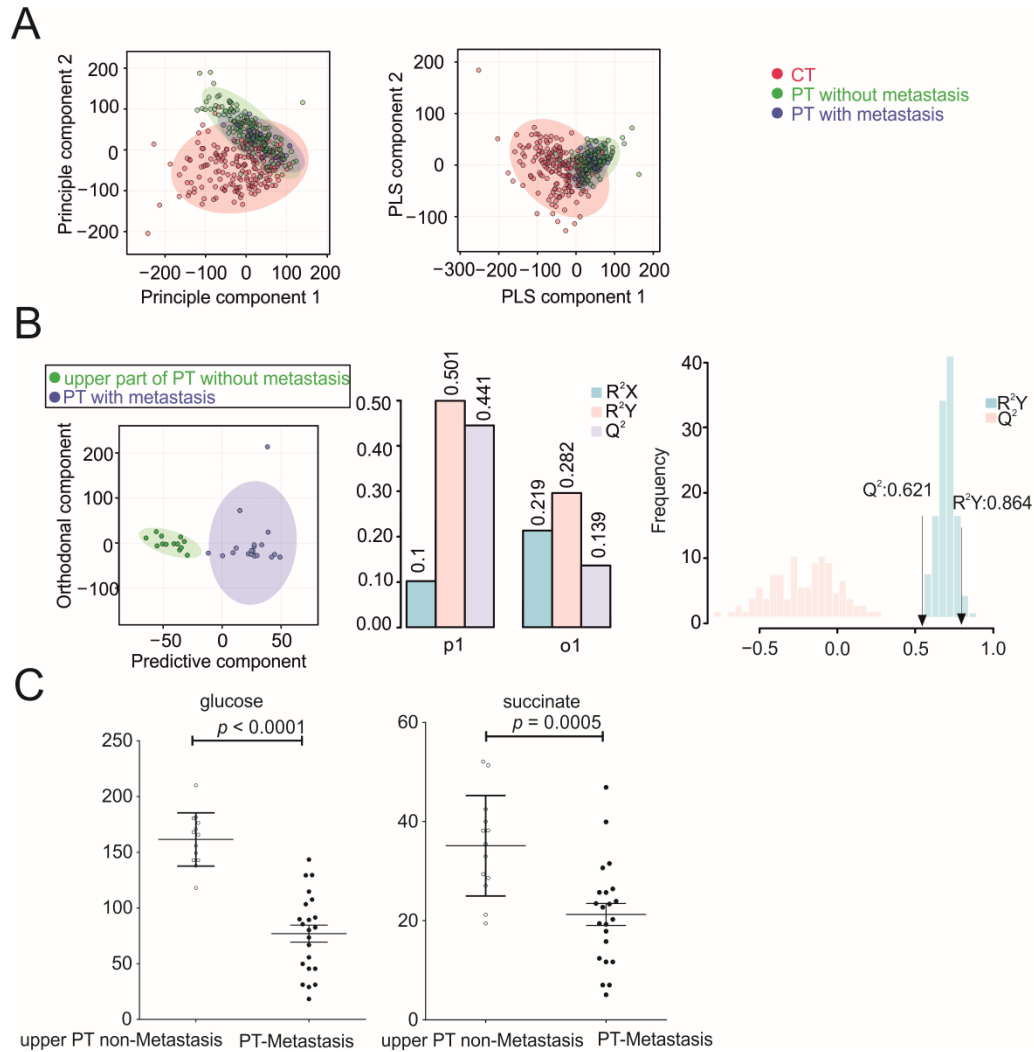 A
Principle component 2
200
100
0
−100
−200
−200 −100 0 100 200
Principle component 1
PLS component 2
200
100
0
−100
−300 −200 −100 0 100 200
PLS component 1
CT
PT without metastasis
PT with metastasis
B
upper part of PT without metastasis
PT with metastasis
Orthodonal component
200
100
0
−100
−50 0 50
Predictive component
0.50
0.40
0.30
0.20
0.10
0.00
0.1
0.501
0.441
0.219
0.282
0.139
p1 o1
R²X
R²Y
Q²
Frequency
40
30
20
10
0
−0.5 0.0 0.5 1.0
Q²:0.621
R²Y:0.864
R²Y
Q²
C
glucose
p < 0.0001
250
200
150
100
50
0
upper PT non-Metastasis PT-Metastasis
succinate
p = 0.0005
60
40
20
0
upper PT non-Metastasis PT-Metastasis